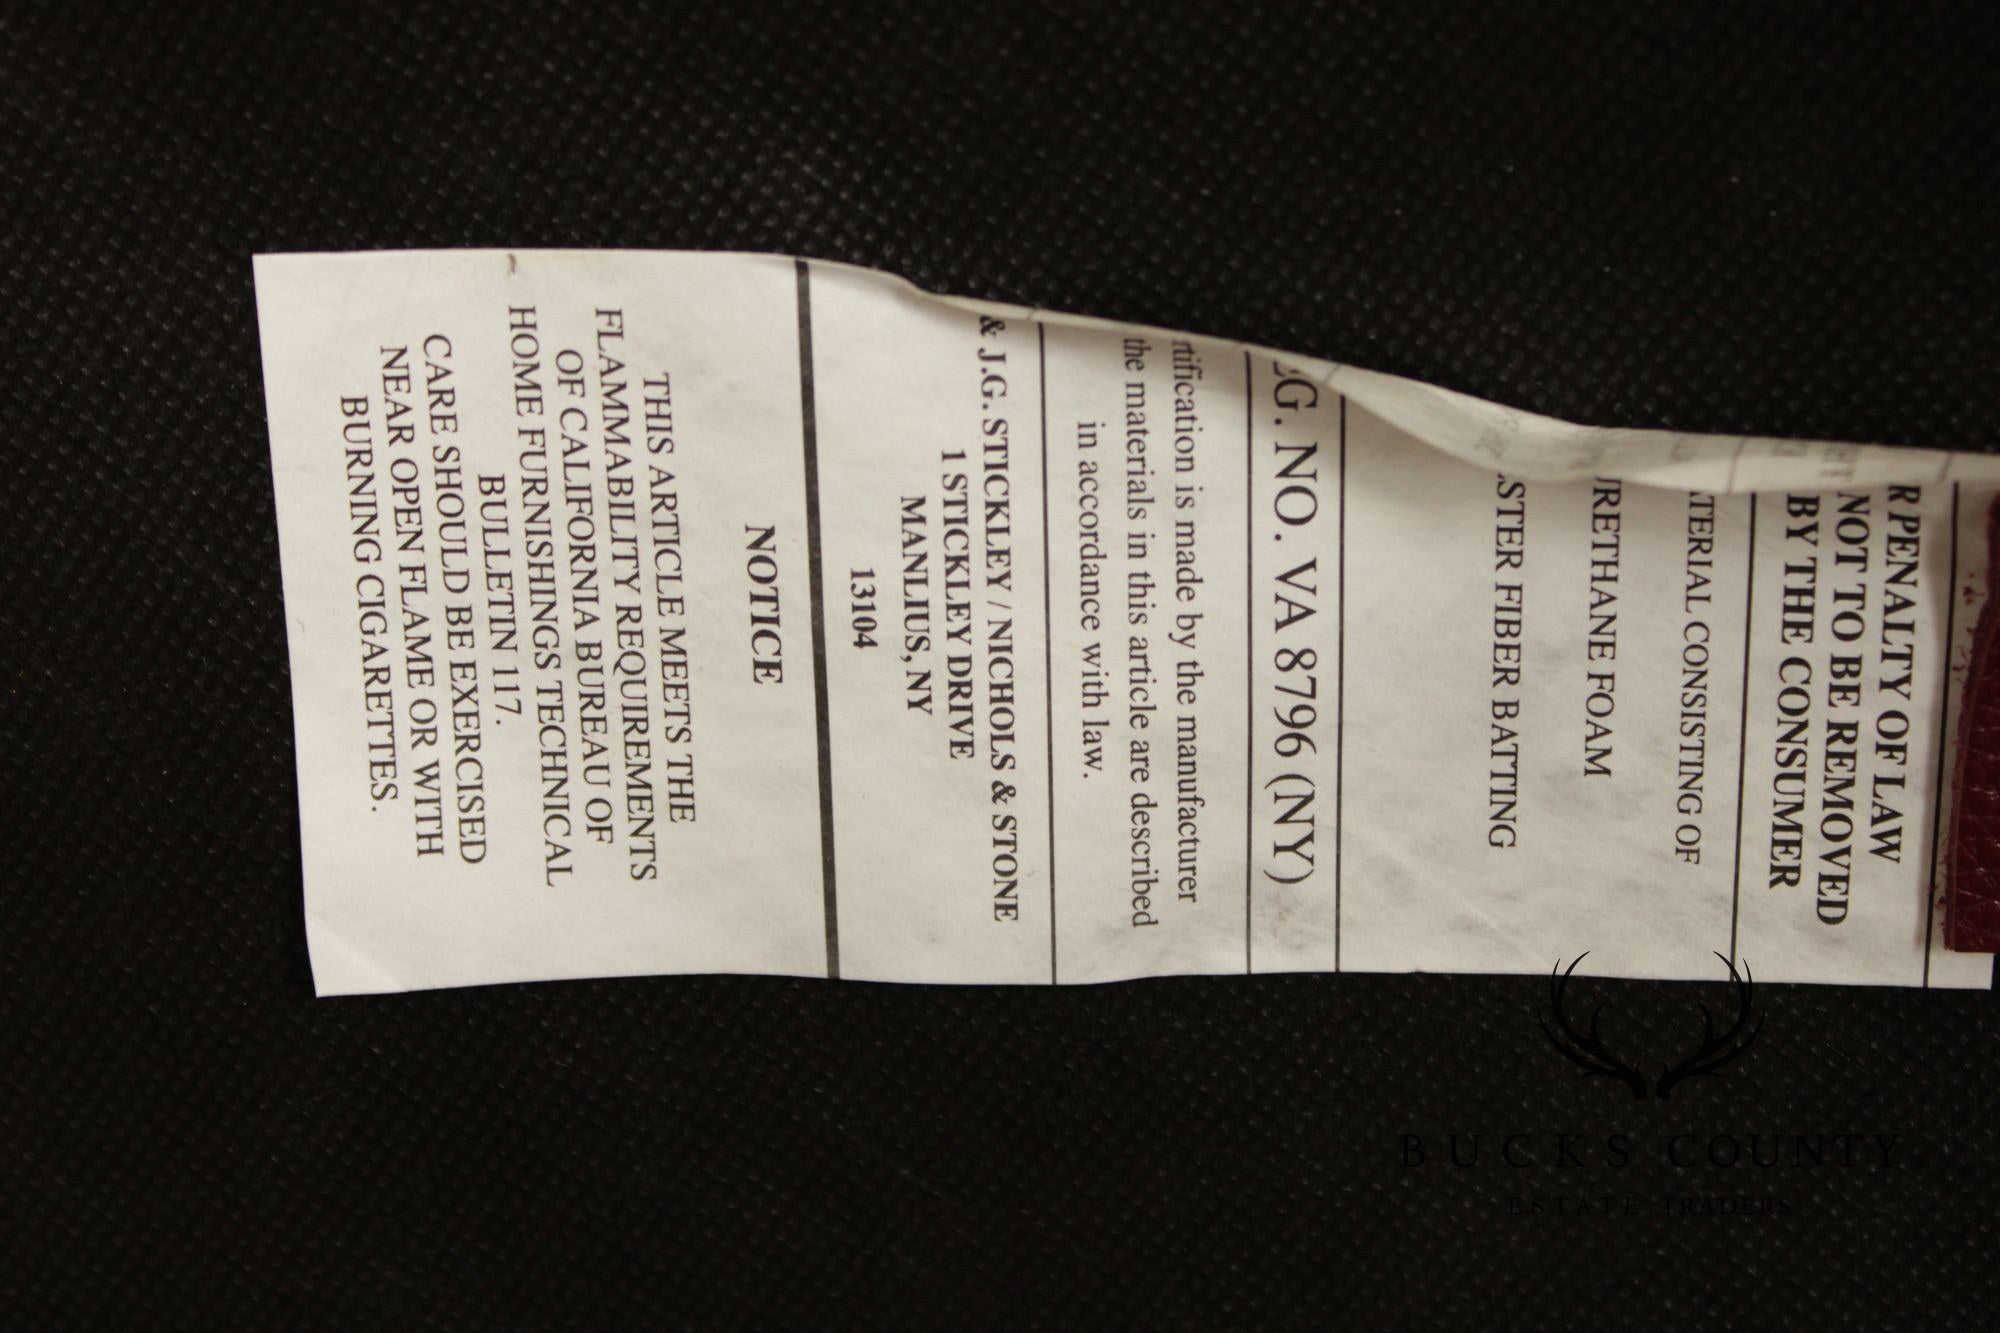 R PENALTY OF LAW
NOT TO BE REMOVED
BY THE CONSUMER
TERIAL CONSISTING OF
RETHANE FOAM
STER FIBER BATTING
EG. NO. VA 8796 (NY)
rtification is made by the manufacturer
the materials in this article are described
in accordance with law.
& J.G. STICKLEY / NICHOLS & STONE
1 STICKLEY DRIVE
MANLIUS, NY
13104
NOTICE
THIS ARTICLE MEETS THE
FLAMMABILITY REQUIREMENTS
OF CALIFORNIA BUREAU OF
HOME FURNISHINGS TECHNICAL
BULLETIN 117.
CARE SHOULD BE EXERCISED
NEAR OPEN FLAME OR WITH
BURNING CIGARETTES.
BUCKS COUNTY
ESTATE TRADERS